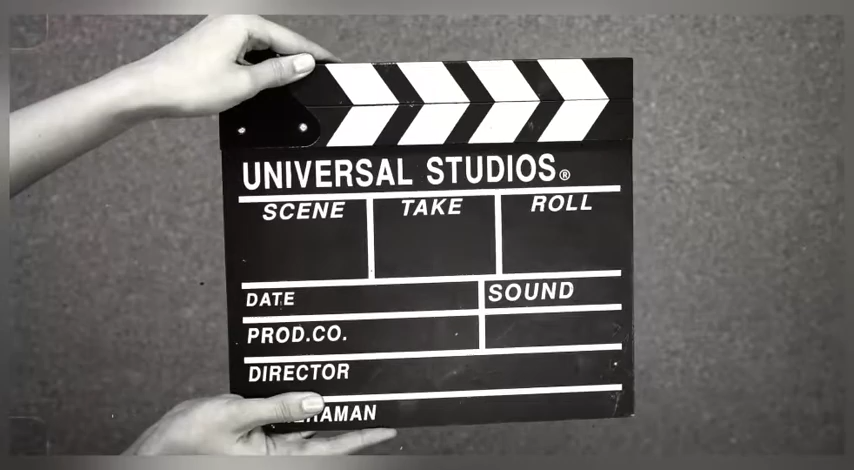 UNIVERSAL STUDIOS®
SCENE TAKE ROLL
DATE SOUND
PROD.CO.
DIRECTOR